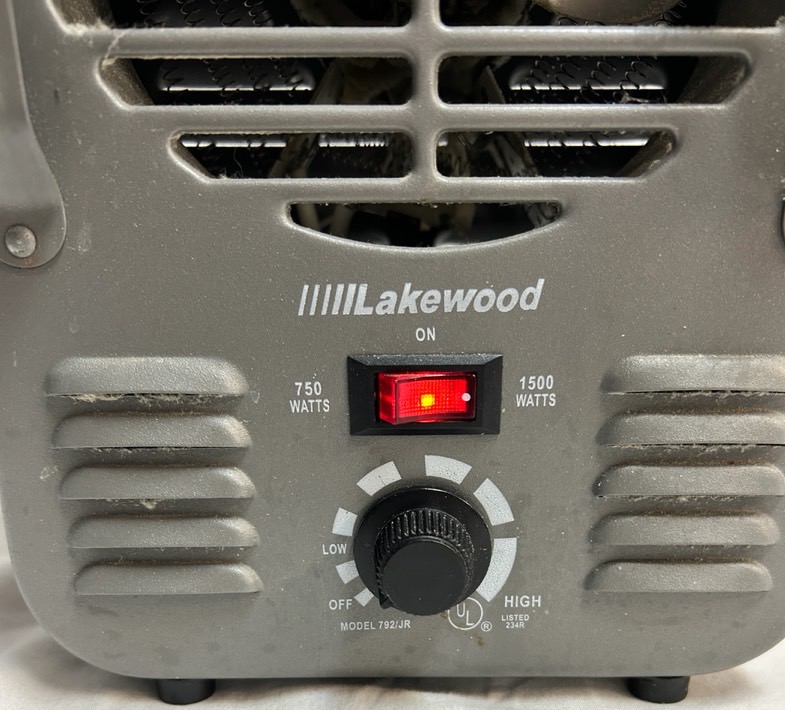 Lakewood
ON
750
WATTS
1500
WATTS
LOW
OFF
HIGH
MODEL 792/JR
UL ®
LISTED
234R